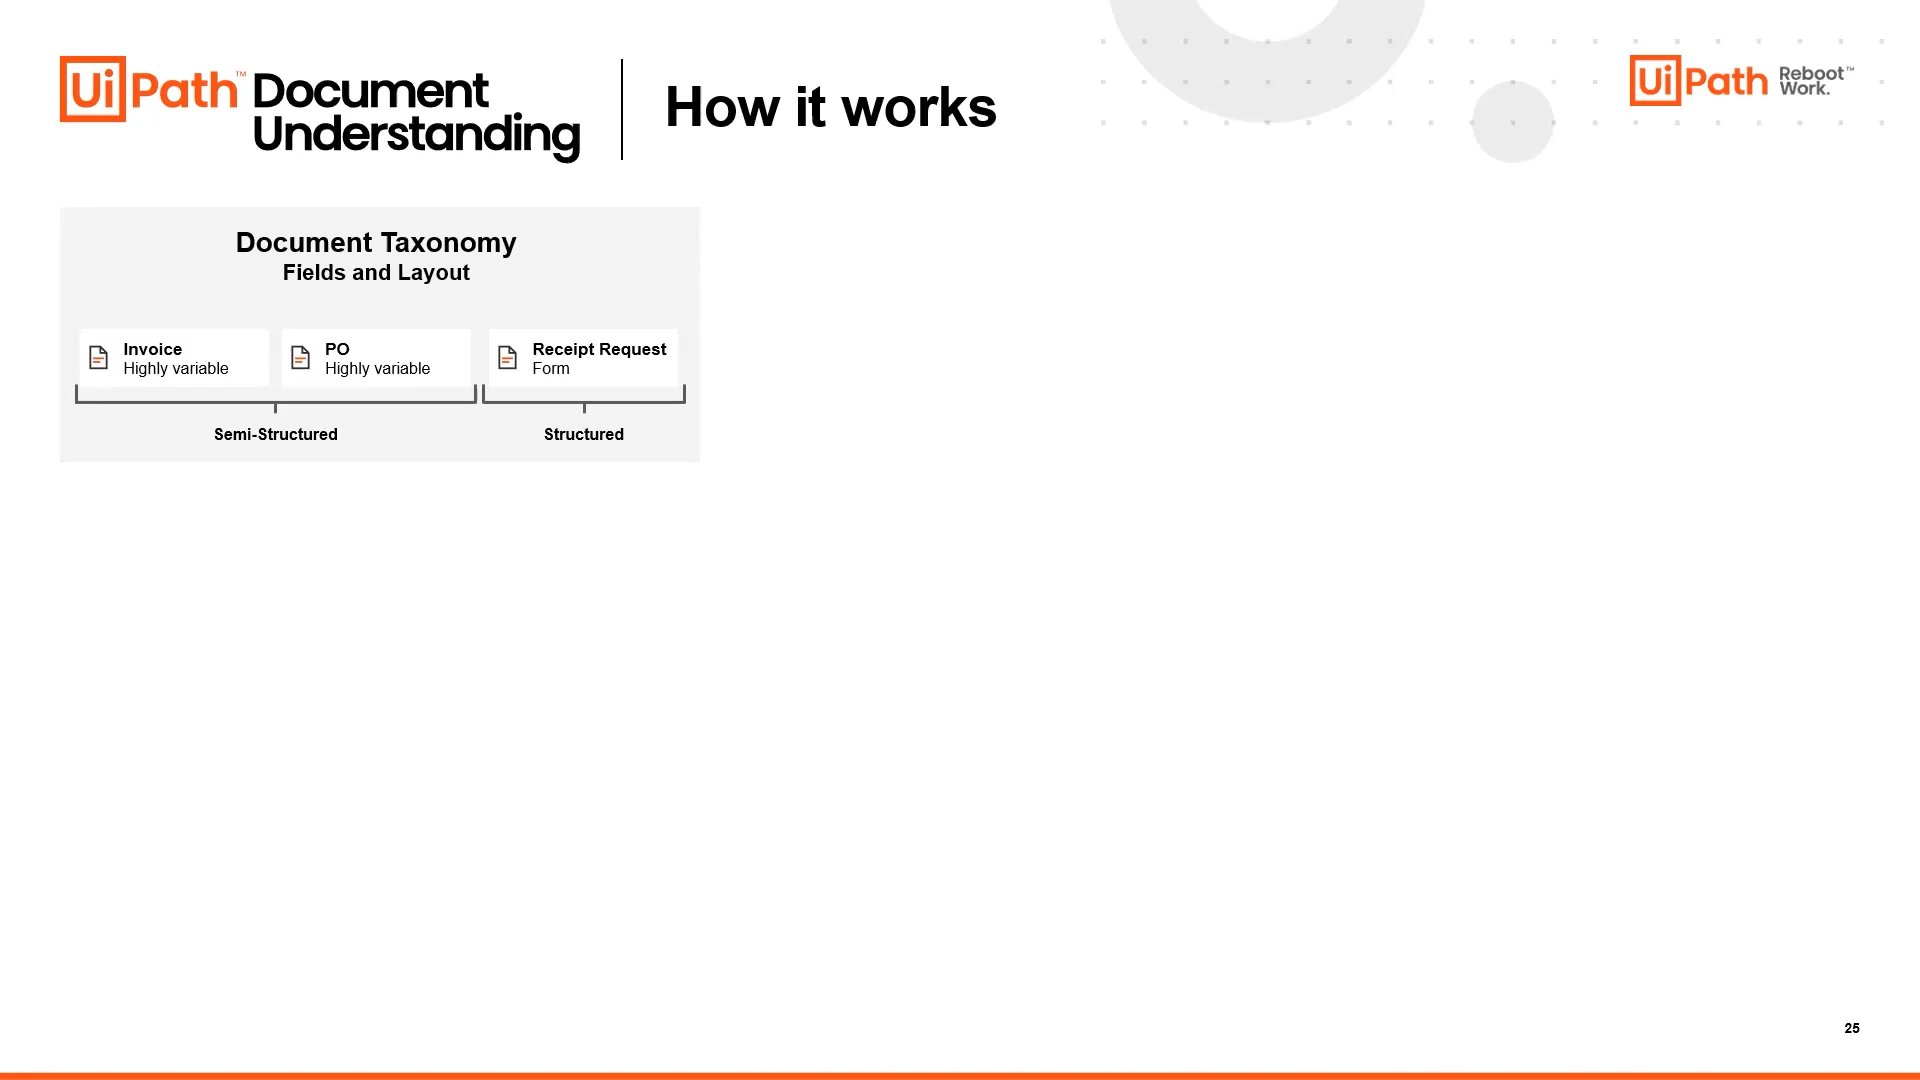 UiPath™ Document
Understanding
How it works
UiPath Reboot™
Work.
Document Taxonomy
Fields and Layout
Invoice
Highly variable
PO
Highly variable
Receipt Request
Form
Semi-Structured
Structured
25